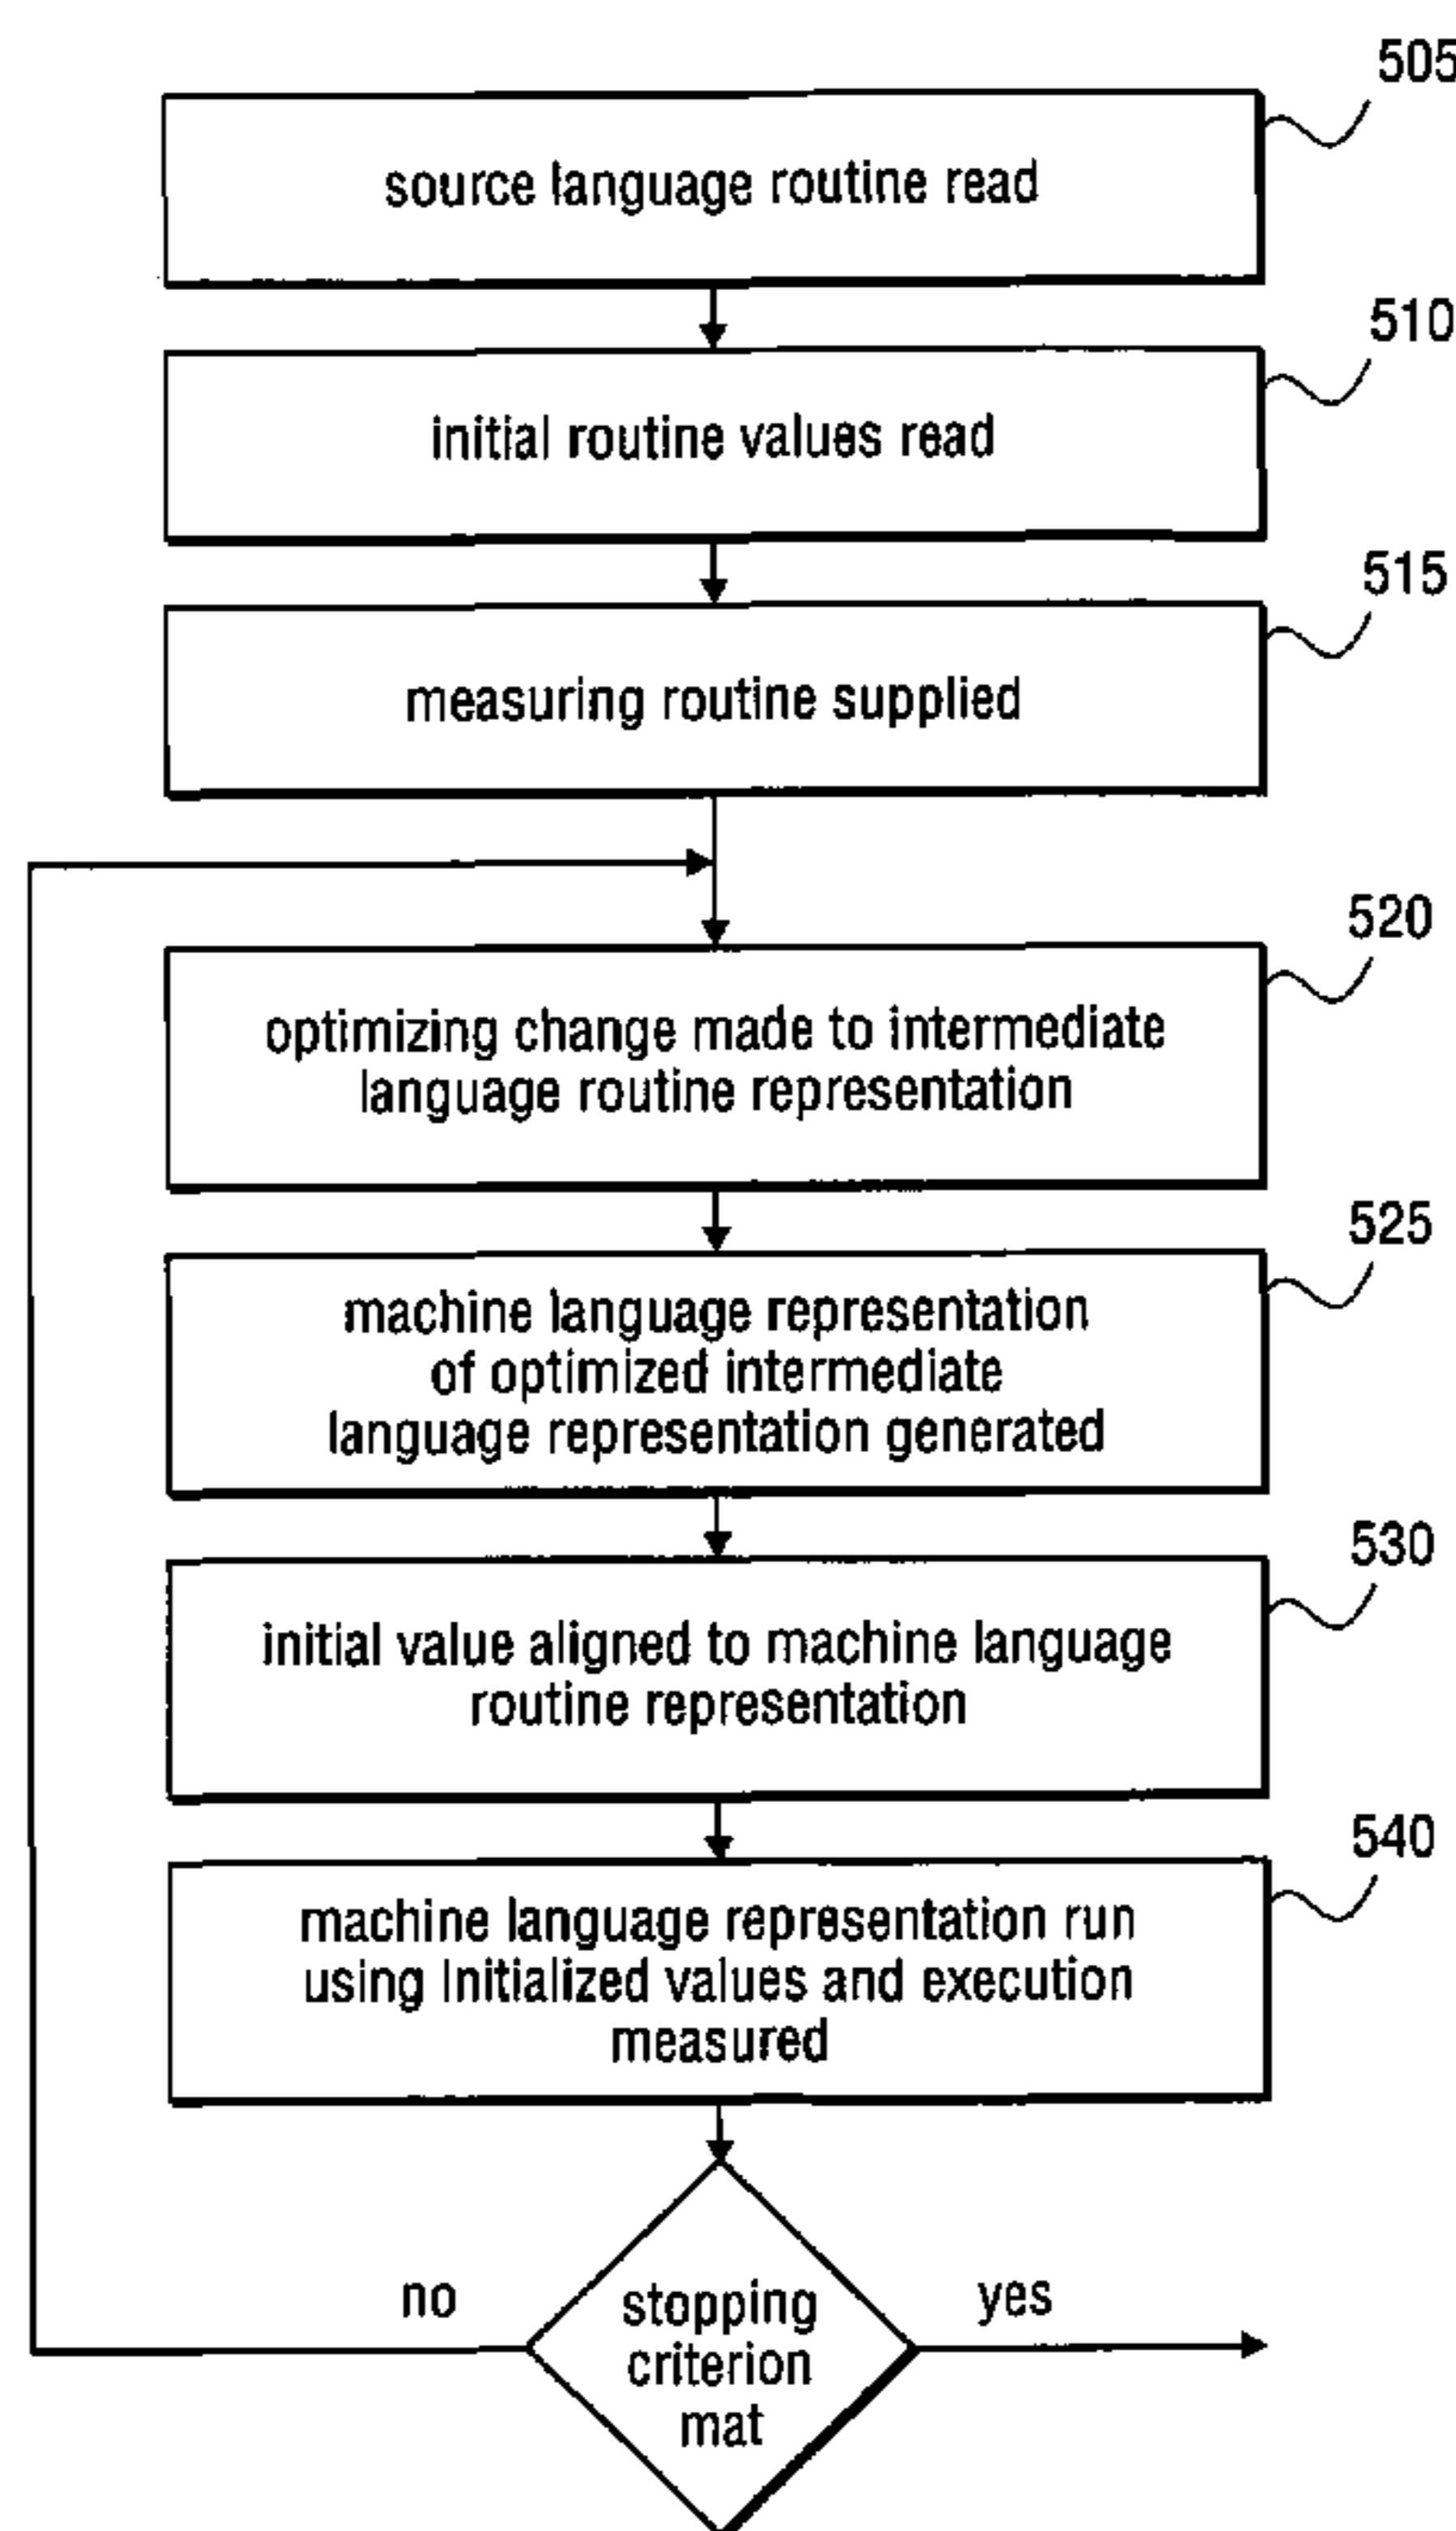 505
source language routine read
510
initial routine values read
515
measuring routine supplied
520
optimizing change made to intermediate
language routine representation
525
machine language representation
of optimized intermediate
language representation generated
530
initial value aligned to machine language
routine representation
540
machine language representation run
using Initialized values and execution
measured
no
yes
stopping
criterion
mat